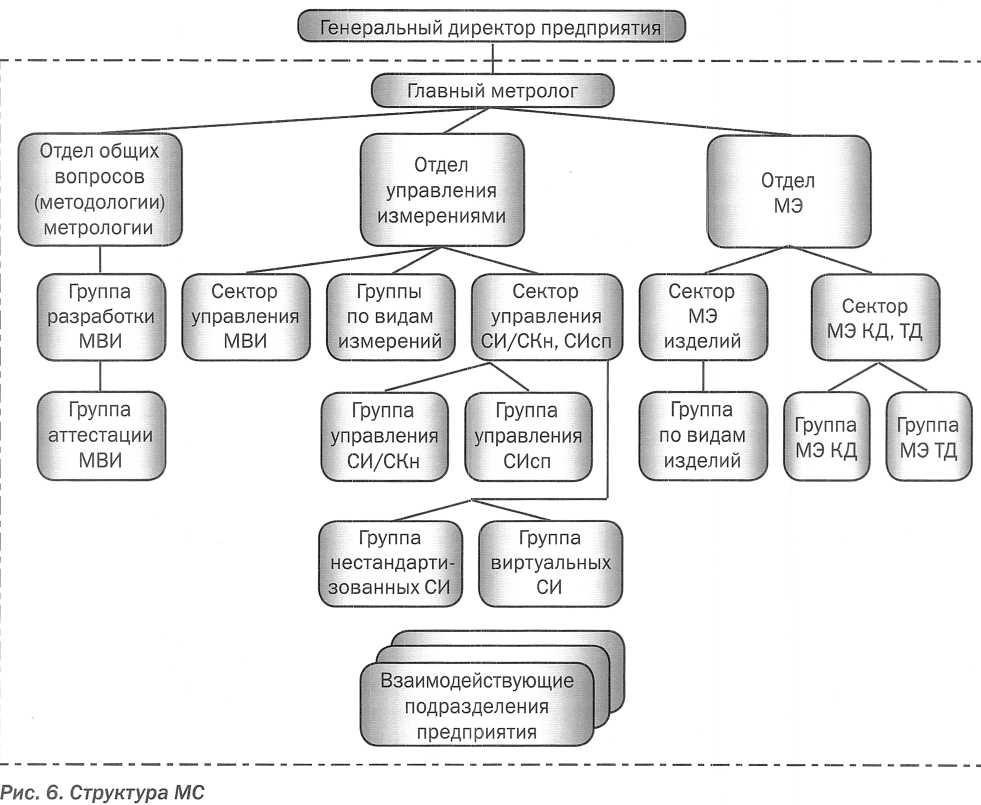 Генеральный директор предприятия
Главный метролог
Отдел общих
вопросов
(методологии)
метрологии
Отдел
управления
измерениями
Отдел
МЭ
Группа
разработки
МВИ
Сектор
управления
МВИ
Группы
по видам
измерений
Сектор
управления
СИ/СКн, СИсп
Сектор
МЭ
изделий
Сектор
МЭ КД, ТД
Группа
аттестации
МВИ
Группа
управления
СИ/СКн
Группа
управления
СИсп
Группа
по видам
изделий
Группа
МЭ КД
Группа
МЭ ТД
Группа
нестандарти-
зованных СИ
Группа
виртуальных
СИ
Взаимодействующие
подразделения
предприятия
Рис. 6. Структура МС